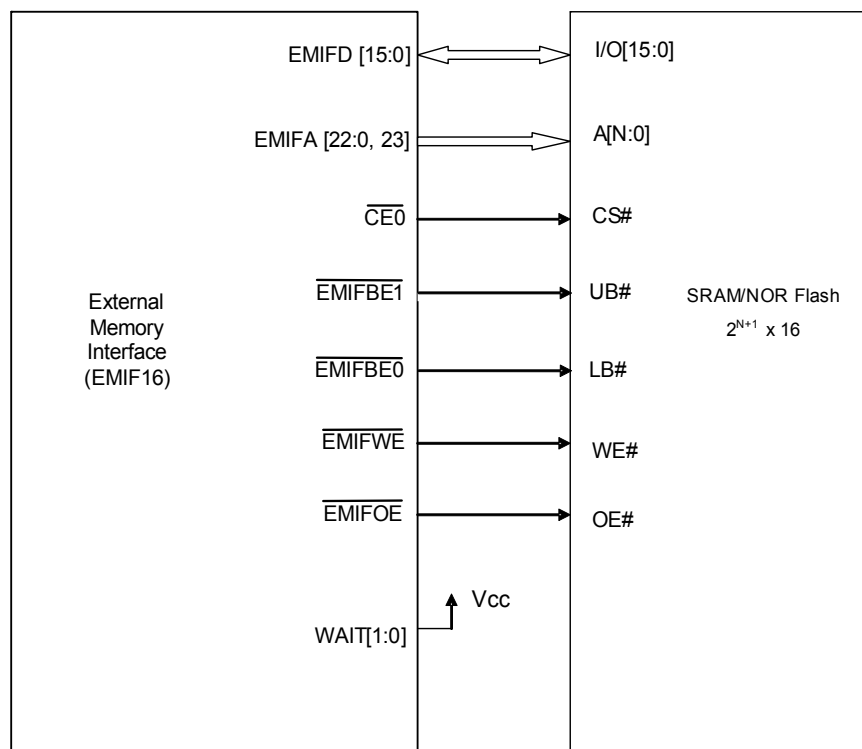 EMIFD [15:0]
I/O[15:0]
EMIFA [22:0, 23]
A[N:0]
CE0
CS#
EMIFBE1
UB#
External
Memory
Interface
(EMIF16)
SRAM/NOR Flash
2^N+1 x 16
EMIFBE0
LB#
EMIFWE
WE#
EMIFOE
OE#
Vcc
WAIT[1:0]